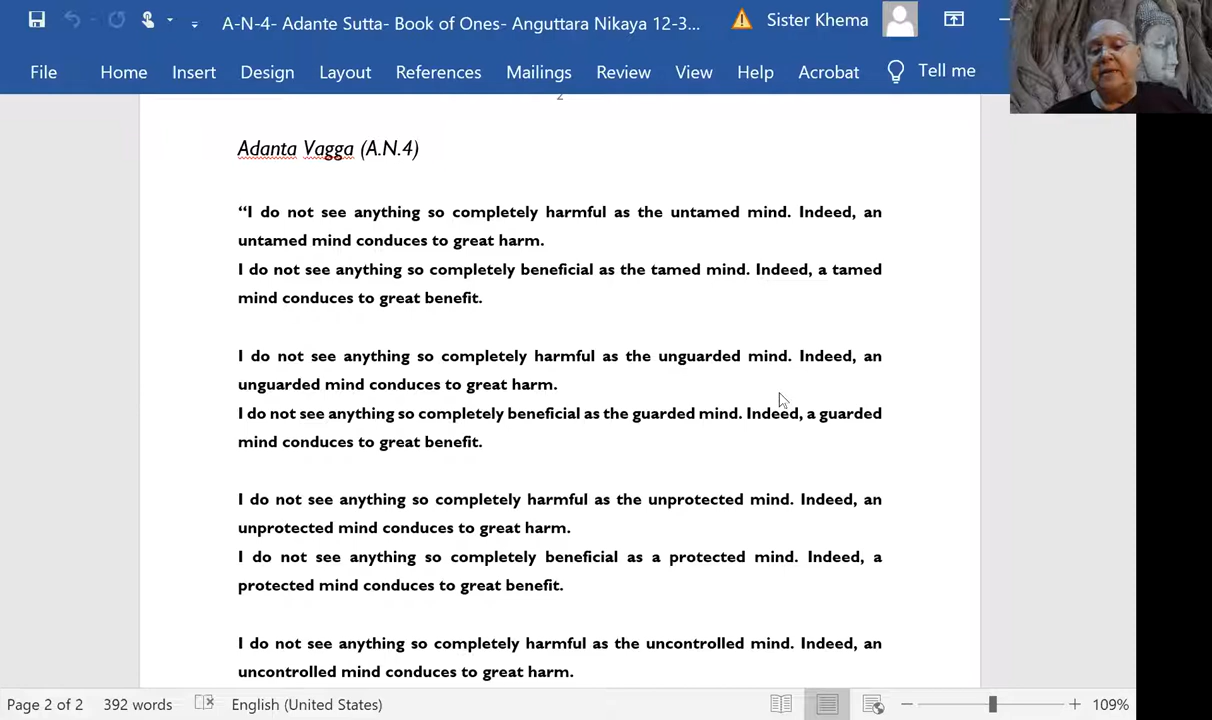 A-N-4- Adante Sutta- Book of Ones- Anguttara Nikaya 12-3...
Sister Khema
File Home Insert Design Layout References Mailings Review View Help Acrobat Tell me
2
Adanta Vagga (A.N.4)
“I do not see anything so completely harmful as the untamed mind. Indeed, an
untamed mind conduces to great harm.
I do not see anything so completely beneficial as the tamed mind. Indeed, a tamed
mind conduces to great benefit.
I do not see anything so completely harmful as the unguarded mind. Indeed, an
unguarded mind conduces to great harm.
I do not see anything so completely beneficial as the guarded mind. Indeed, a guarded
mind conduces to great benefit.
I do not see anything so completely harmful as the unprotected mind. Indeed, an
unprotected mind conduces to great harm.
I do not see anything so completely beneficial as a protected mind. Indeed, a
protected mind conduces to great benefit.
I do not see anything so completely harmful as the uncontrolled mind. Indeed, an
uncontrolled mind conduces to great harm.
Page 2 of 2 392 words English (United States) 109%